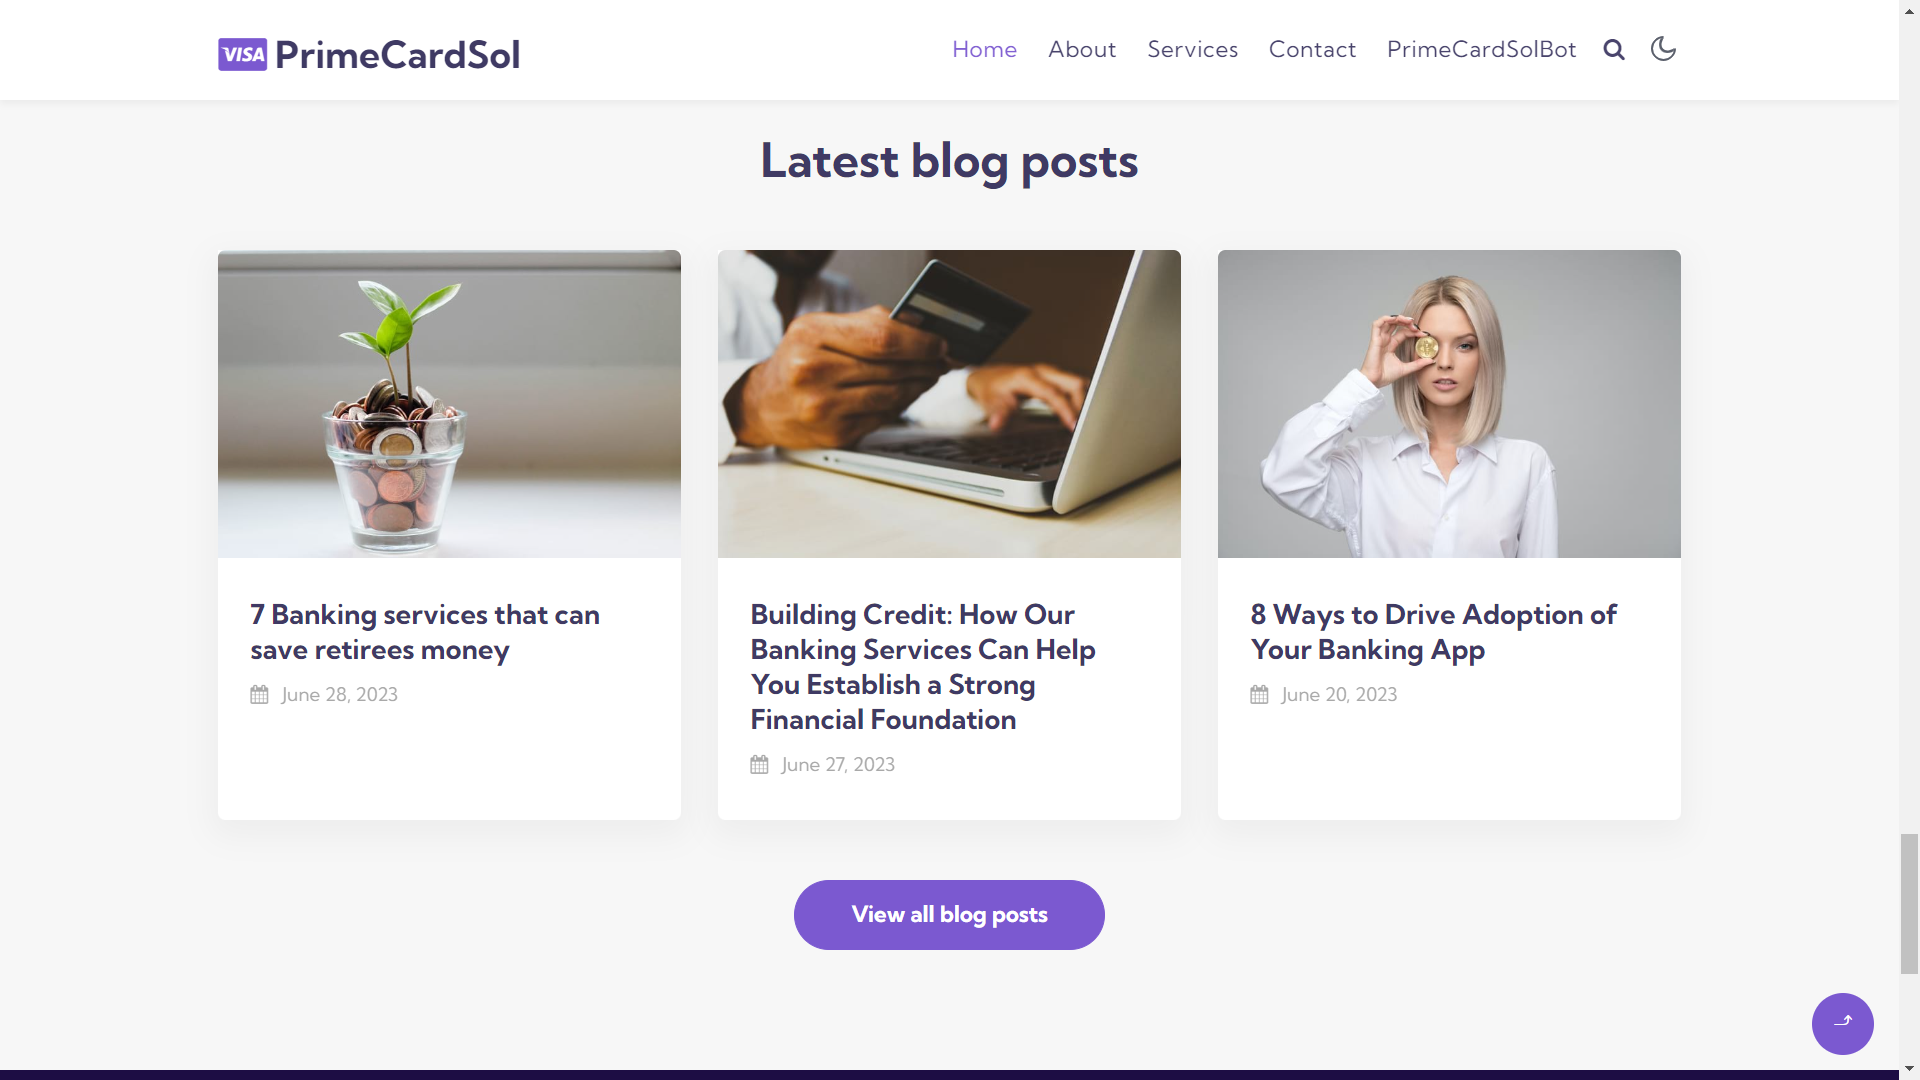 VISA PrimeCardSol
Home About Services Contact PrimeCardSolBot
Latest blog posts
7 Banking services that can
save retirees money
June 28, 2023
Building Credit: How Our
Banking Services Can Help
You Establish a Strong
Financial Foundation
June 27, 2023
8 Ways to Drive Adoption of
Your Banking App
June 20, 2023
View all blog posts